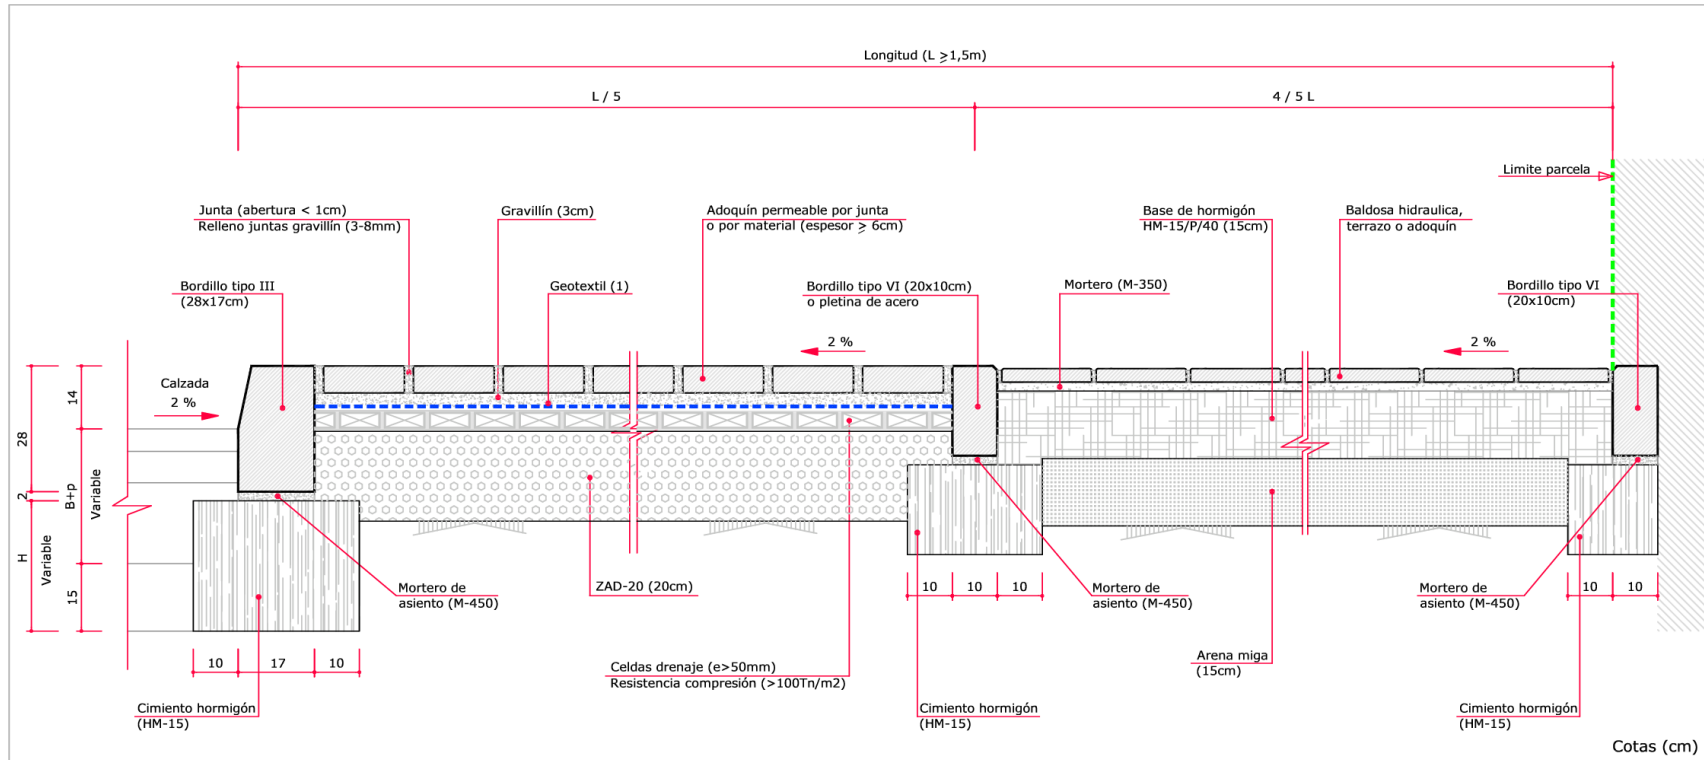 Longitud (L ≥1,5m)
L / 5
4 / 5 L
Limite parcela
Junta (abertura < 1cm)
Relleno juntas gravillín (3-8mm)
Gravillín (3cm)
Adoquín permeable por junta
o por material (espesor ≥ 6cm)
Base de hormigón
HM-15/P/40 (15cm)
Baldosa hidraulica,
terrazo o adoquín
Bordillo tipo III
(28x17cm)
Geotextil (1)
Bordillo tipo VI (20x10cm)
o pletina de acero
Mortero (M-350)
Bordillo tipo VI
(20x10cm)
2 %
2 %
Calzada
2 %
14
28
2
B+p
Variable
H
Variable
15
Mortero de
asiento (M-450)
ZAD-20 (20cm)
10
10
10
Mortero de
asiento (M-450)
Mortero de
asiento (M-450)
10
10
10
17
10
Celdas drenaje (e>50mm)
Resistencia compresión (>100Tn/m2)
Arena miga
(15cm)
Cimiento hormigón
(HM-15)
Cimiento hormigón
(HM-15)
Cimiento hormigón
(HM-15)
Cotas (cm)